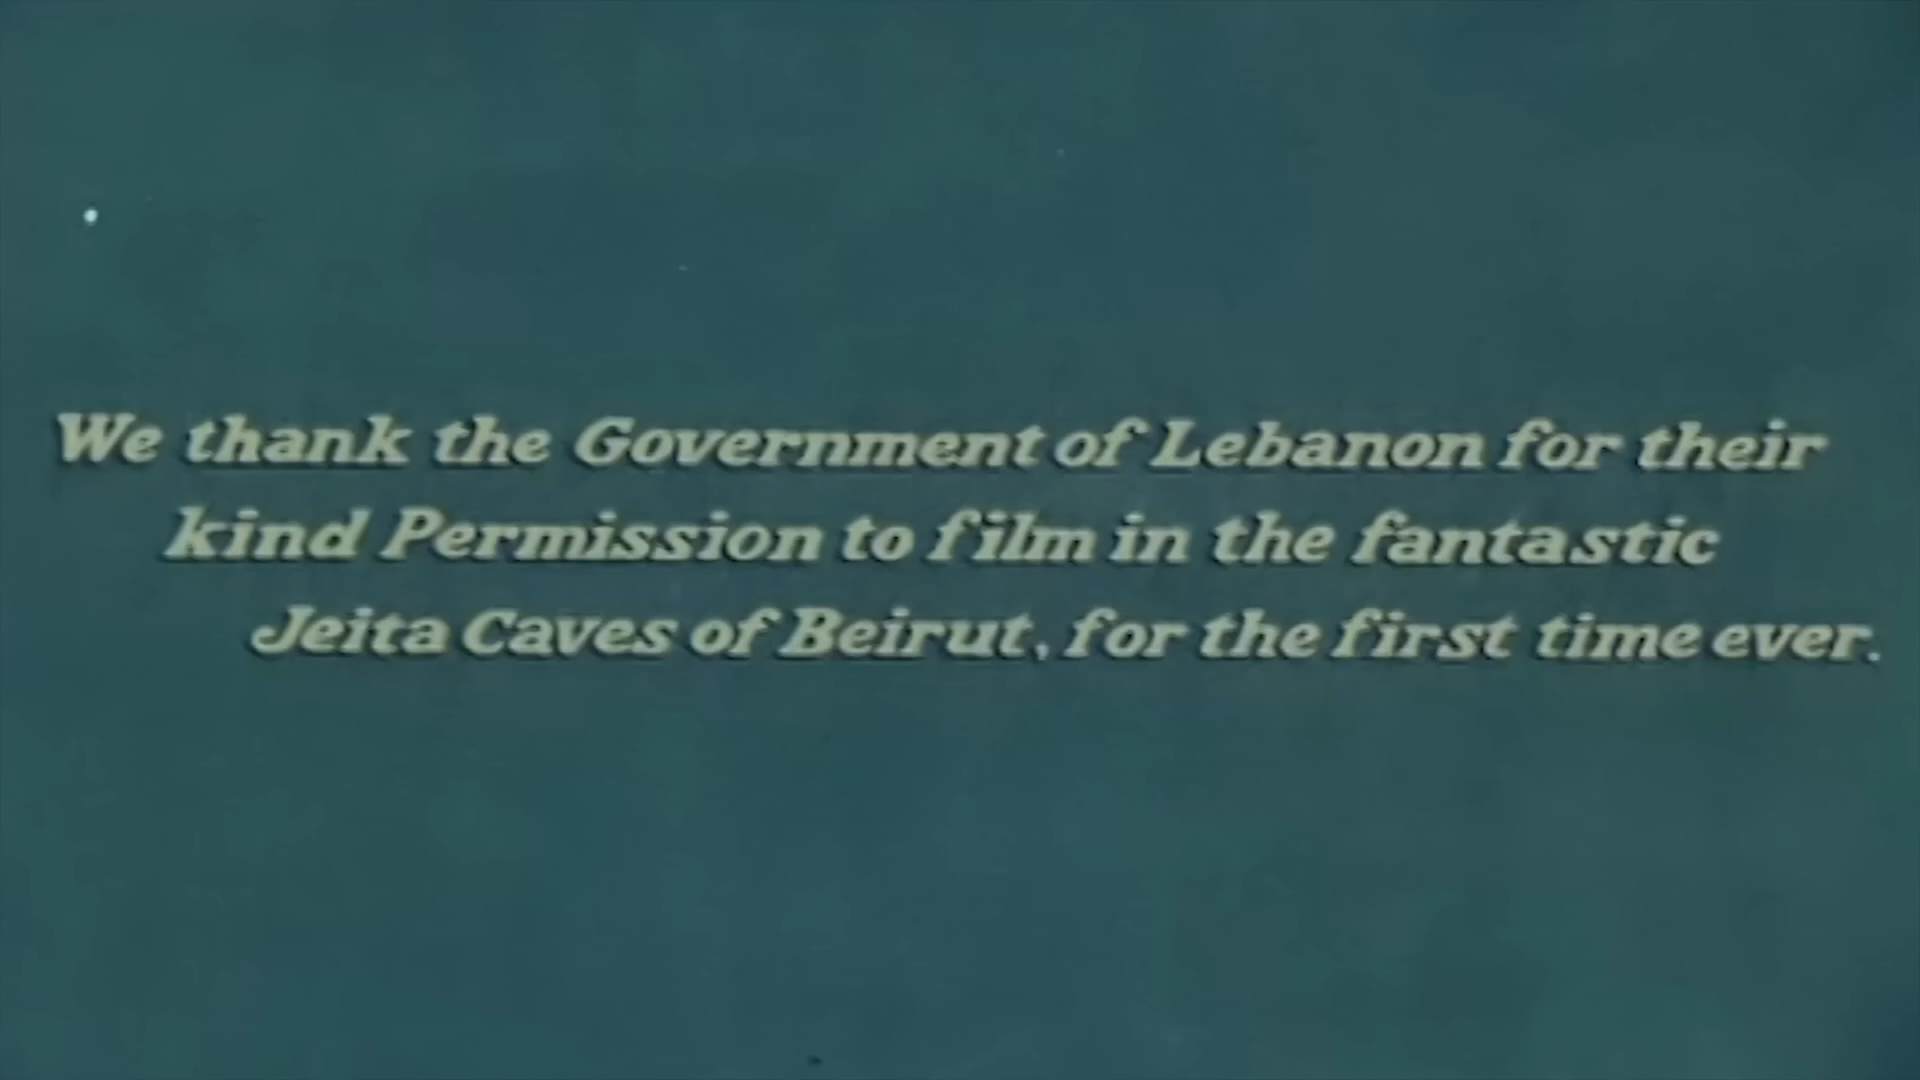 We thank the Government of Lebanon for their
kind Permission to film in the fantastic
Jeita Caves of Beirut, for the first time ever.